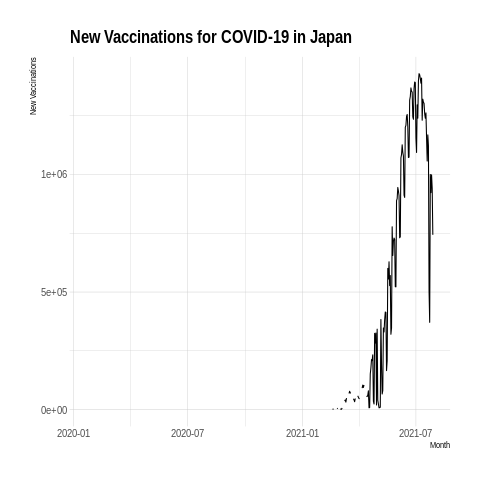 New Vaccinations for COVID-19 in Japan
New Vaccinations
1e+06
5e+05
0e+00
2020-01
2020-07
2021-01
2021-07
Month